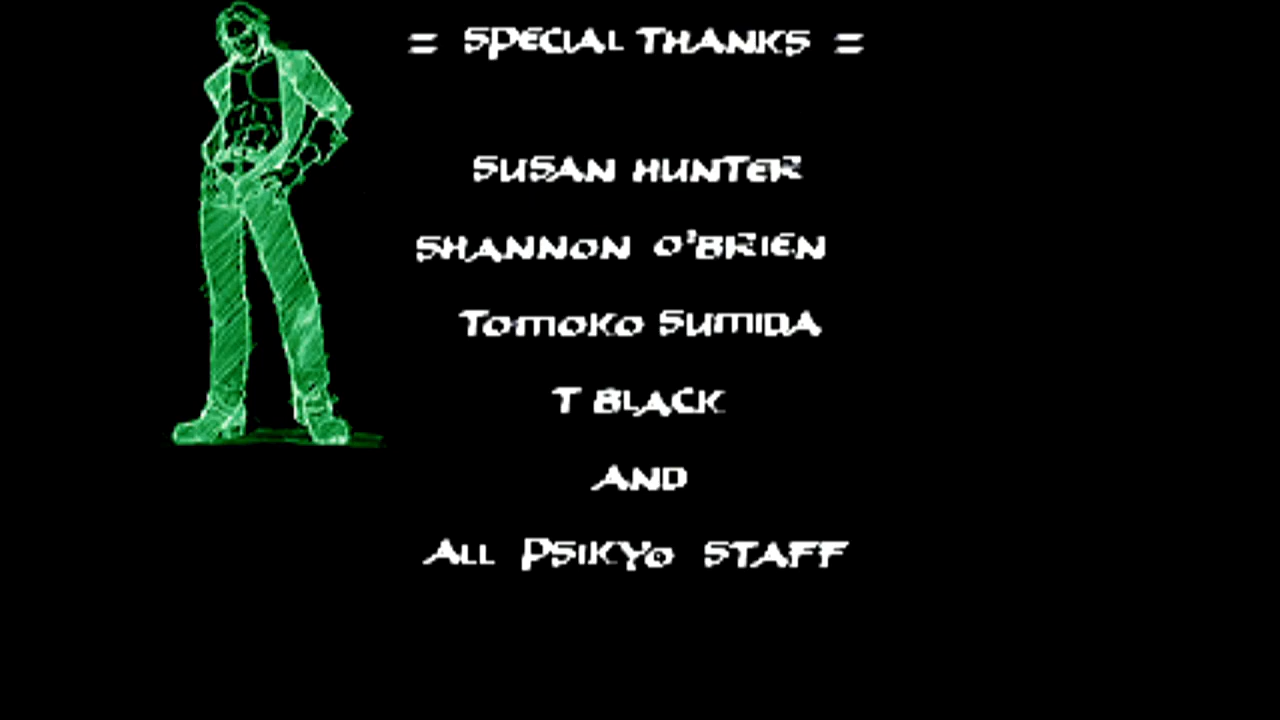 = SPECIAL THANKS =
SUSAN HUNTER
SHANNON O'BRIEN
TOMOKO SUMIDA
T BLACK
AND
ALL PSIKYO STAFF